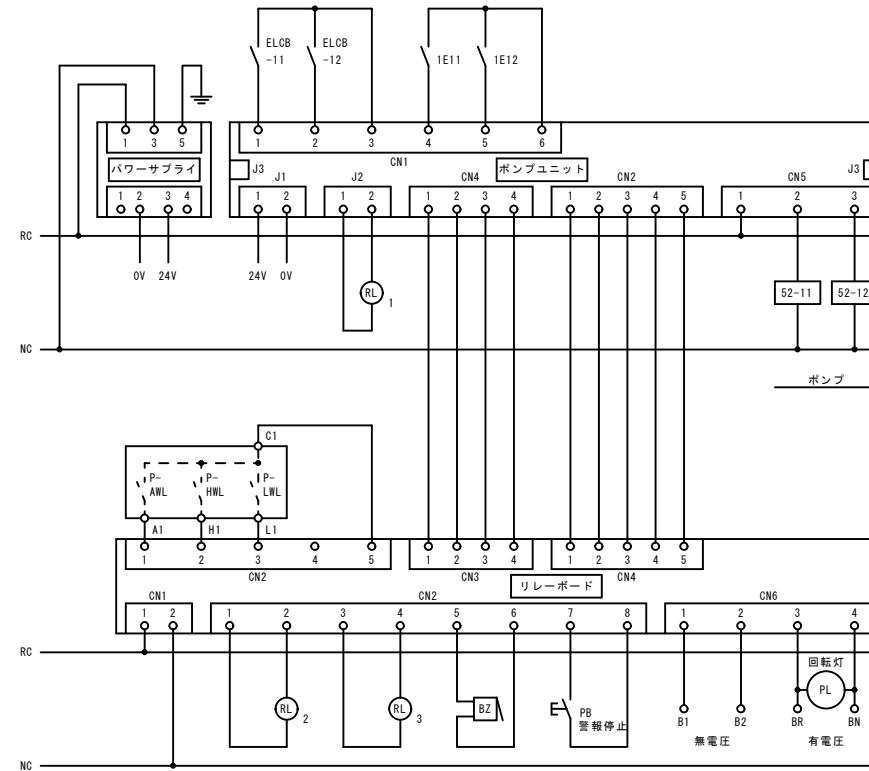 ELCB
-11
ELCB
-12
1E11
1E12
1 3 5
1 2 3 4 5 6
パワーサプライ
J3
CN1
ポンプユニット
J3
J1
J2
CN4
CN2
CN5
1 2 3 4
1 2
1 2
1 2 3 4
1 2 3 4 5
1 2 3
RC
0V 24V
24V 0V
RL
1
52-11
52-12
NC
ポンプ
C1
P-
AWL
P-
HWL
P-
LWL
A1
H1
L1
1 2 3 4 5
1 2 3 4
1 2 3 4 5
CN2
CN3
CN4
リレーボード
CN1
CN2
CN6
1 2
1 2 3 4 5 6 7 8
1 2 3 4
RC
回転灯
RL
2
RL
3
BZ
PB
警報停止
PL
B1
B2
BR
BN
無電圧
有電圧
NC